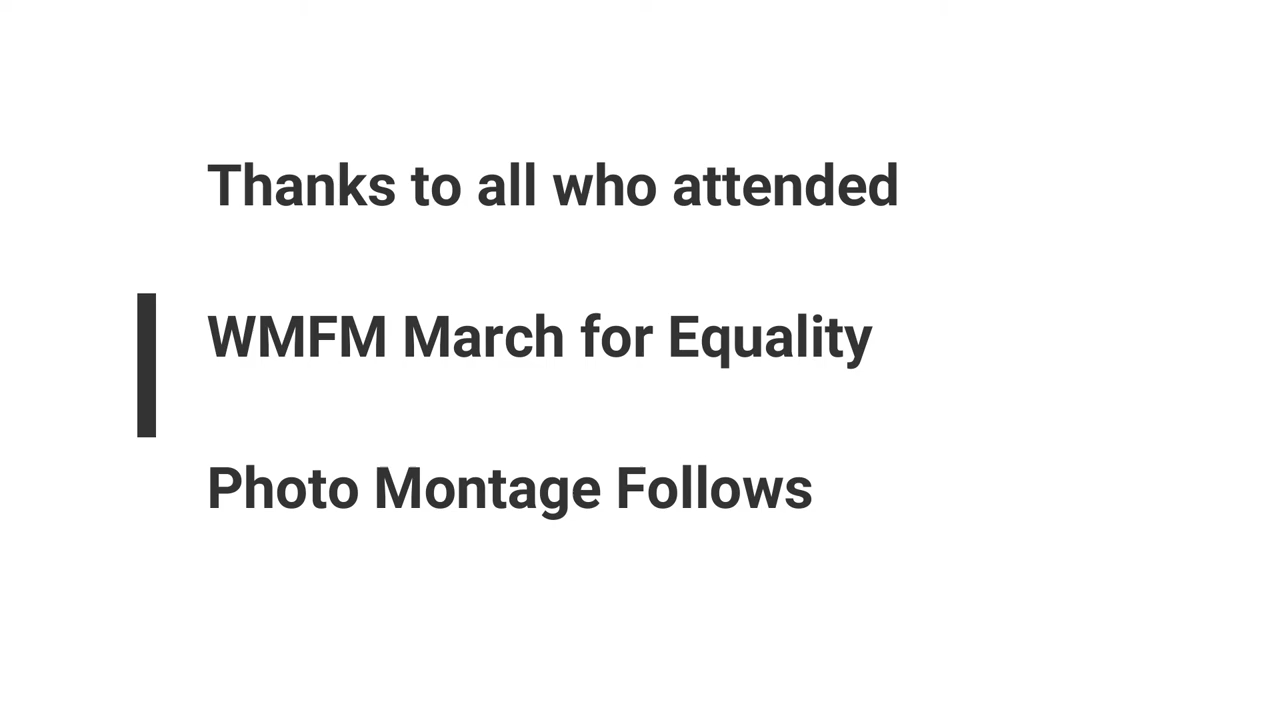 Thanks to all who attended
WMFM March for Equality
Photo Montage Follows